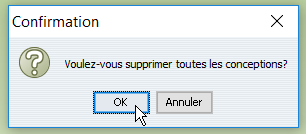 Confirmation
Voulez-vous supprimer toutes les conceptions?
OK Annuler